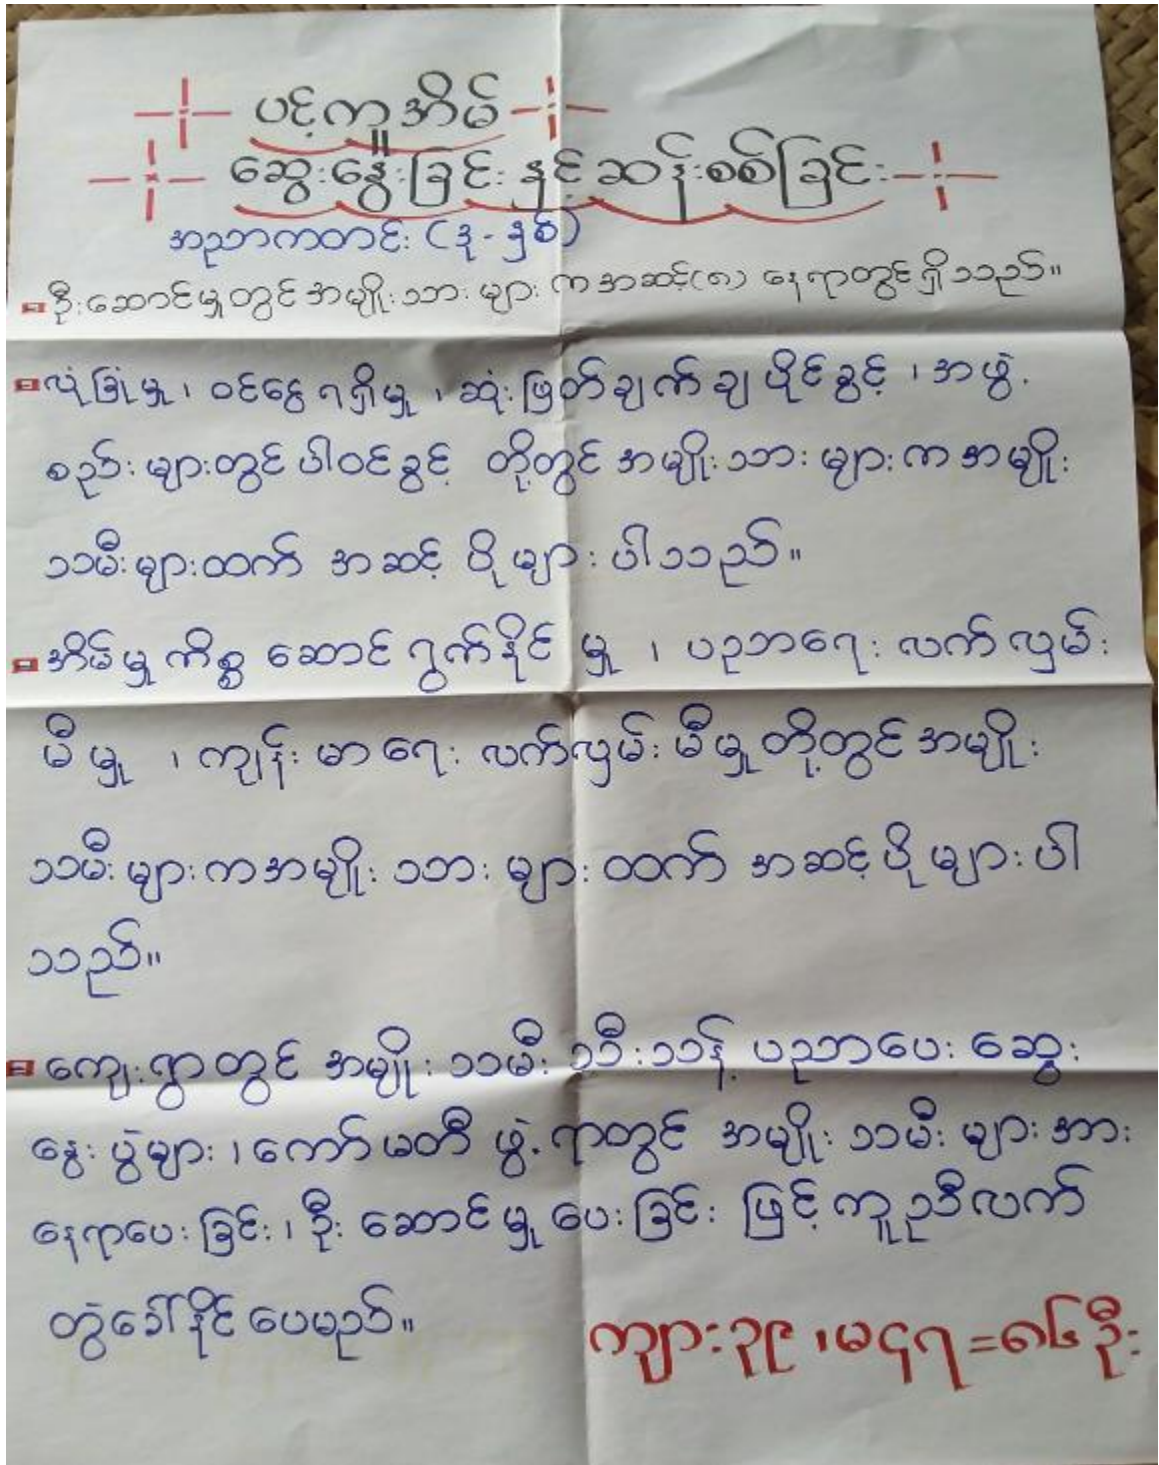 ပင့်ကူအိမ်
ဆွေးနွေးခြင်း နှင့် ဆန်းစစ်ခြင်း
အညာကတင်း (ဒု-နှစ်)
ဦးဆောင်မှုတွင်အမျိုးသားများကအဆင့်(၈) နေရာတွင်ရှိသည်။
လုံခြုံမှု၊ ဝင်ငွေရရှိမှု၊ ဆုံးဖြတ်ချက်ချပိုင်ခွင့်၊ အဖွဲ့
စည်းများတွင်ပါဝင်ခွင့် တို့တွင်အမျိုးသားများကအမျိုး
သမီးများထက် အဆင့်ပိုများပါသည်။
အိမ်မှုကိစ္စ ဆောင်ရွက်နိုင်မှု၊ ပညာရေးလက်လှမ်း
မီမှု၊ ကျန်းမာရေးလက်လှမ်းမီမှုတို့တွင်အမျိုး
သမီးများကအမျိုးသားများထက် အဆင့်ပိုများပါ
သည်။
ကျေးရွာတွင် အမျိုးသမီးသီးသန့် ပညာပေးဆွေး
နွေးပွဲများ၊ ကော်မတီဖွဲ့ရာတွင် အမျိုးသမီးများအား
နေရာပေးခြင်း၊ ဦးဆောင်မှုပေးခြင်းဖြင့်ကူညီလက်
တွဲခေါ်နိုင်ပေမည်။
ကျား၃၉၊မ၄၇=၈၆ဦး